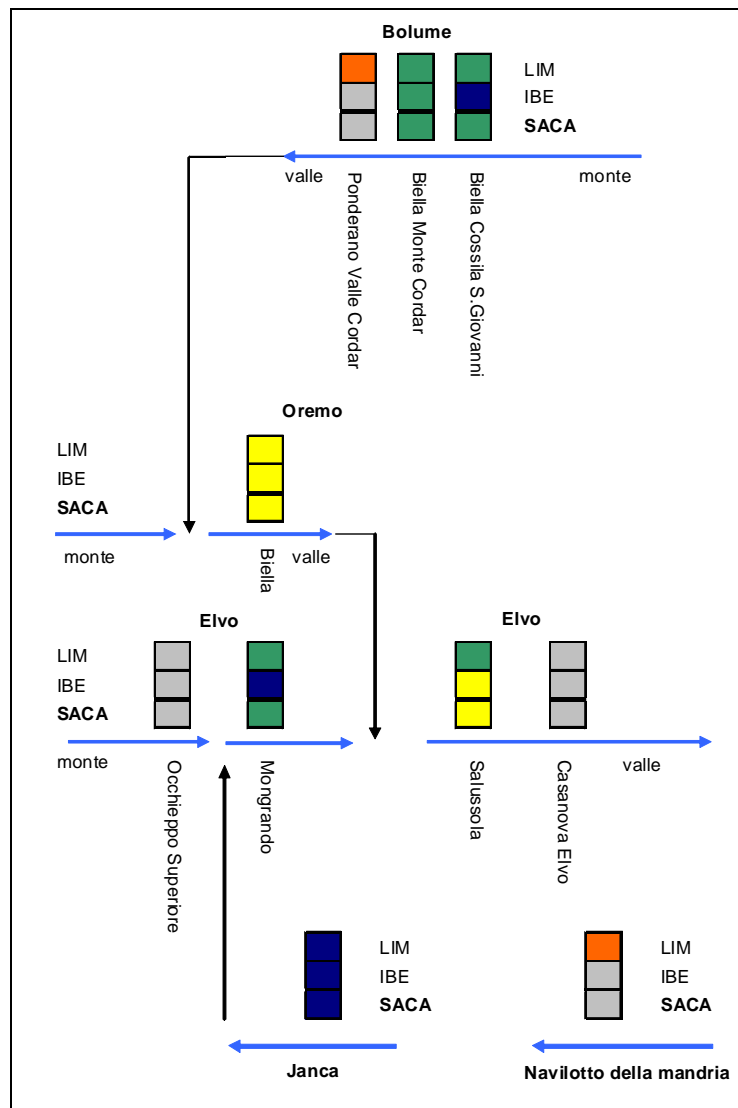 Bolume
LIM
IBE
SACA
valle
monte
Ponderano Valle Cordar
Biella Monte Cordar
Biella Cossila S.Giovanni
Oremo
LIM
IBE
SACA
monte
valle
Biella
Elvo
Elvo
LIM
IBE
SACA
monte
valle
Occhieppo Superiore
Mongrando
Salussola
Casanova Elvo
LIM
IBE
SACA
LIM
IBE
SACA
Janca
Navilotto della mandria